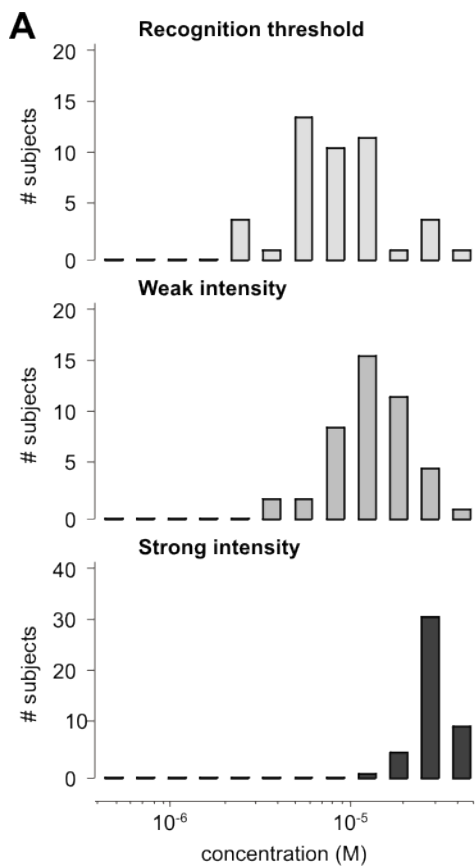 A
Recognition threshold
20
15
10
5
0
# subjects
Weak intensity
20
15
10
5
0
# subjects
Strong intensity
40
30
20
10
0
# subjects
10-6
10-5
concentration (M)